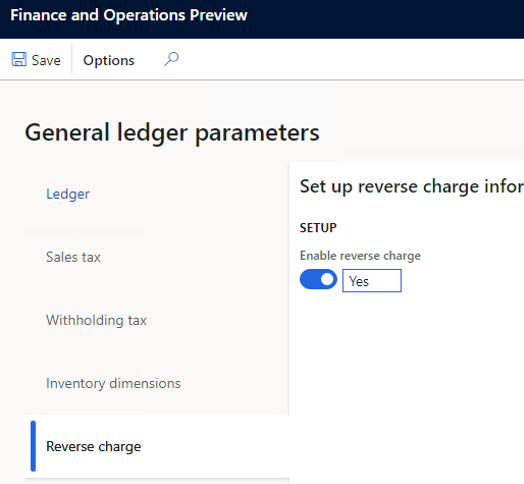 Finance and Operations Preview
Save Options
General ledger parameters
Ledger
Sales tax
Withholding tax
Inventory dimensions
Reverse charge
Set up reverse charge infor
SETUP
Enable reverse charge
Yes